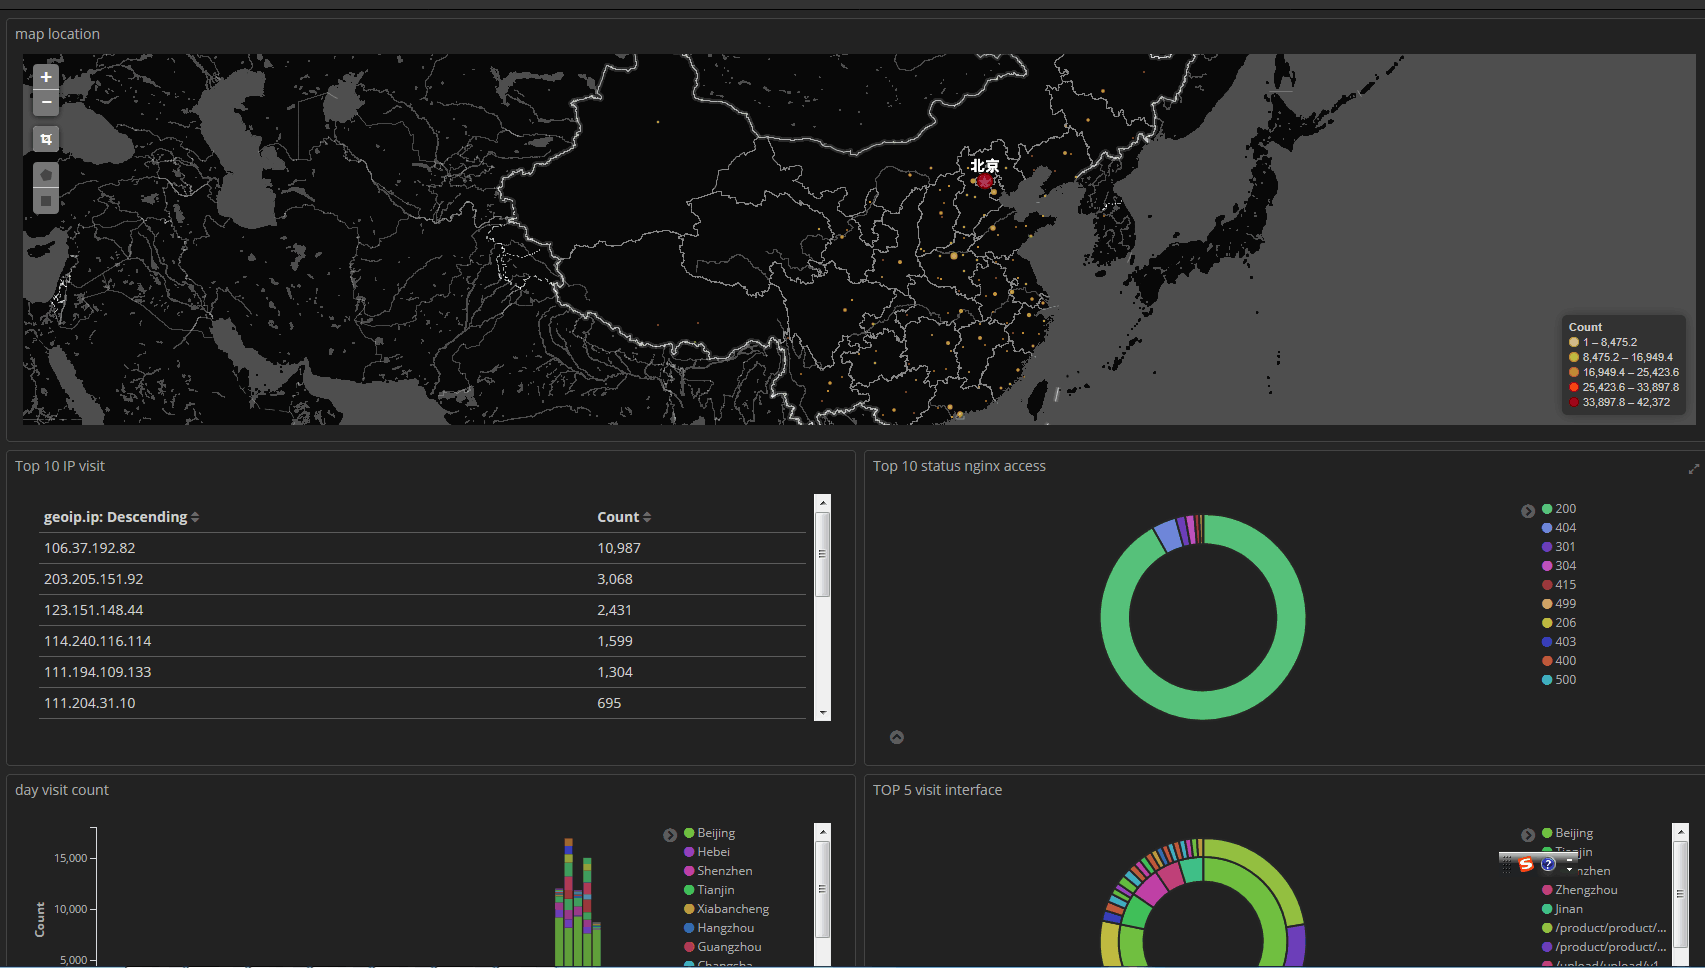 map location
+
−
北京
Count
1 – 8,475.2
8,475.2 – 16,949.4
16,949.4 – 25,423.6
25,423.6 – 33,897.8
33,897.8 – 42,372
Top 10 IP visit
geoip.ip: Descending Count
106.37.192.82 10,987
203.205.151.92 3,068
123.151.148.44 2,431
114.240.116.114 1,599
111.194.109.133 1,304
111.204.31.10 695
Top 10 status nginx access
200
404
301
304
415
499
206
403
400
500
day visit count
15,000
10,000
5,000
Count
Beijing
Hebei
Shenzhen
Tianjin
Xiabancheng
Hangzhou
Guangzhou
Changsha
TOP 5 visit interface
Beijing
Tianjin
nzhen
Zhengzhou
Jinan
/product/product/...
/product/product/...
/upload/upload/v1...
S ?